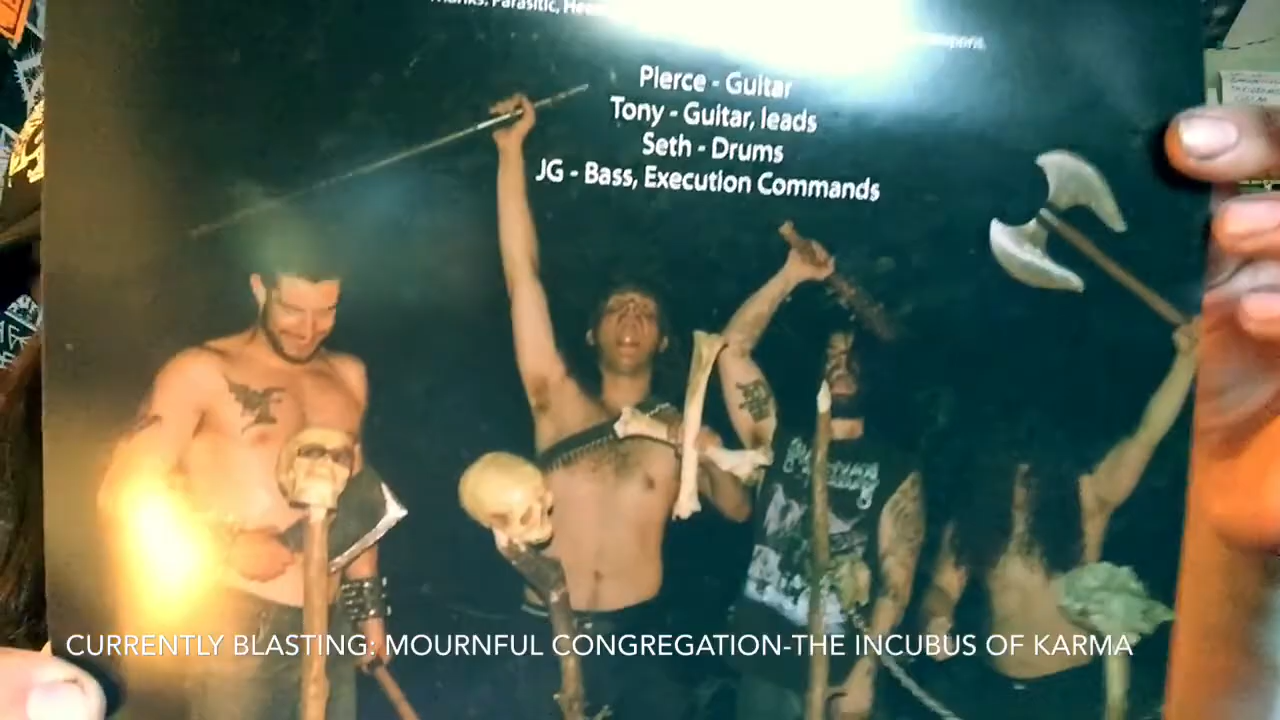 Parasitic,
Pierce - Guitar
Tony - Guitar, leads
Seth - Drums
JG - Bass, Execution Commands
CURRENTLY BLASTING: MOURNFUL CONGREGATION-THE INCUBUS OF KARMA